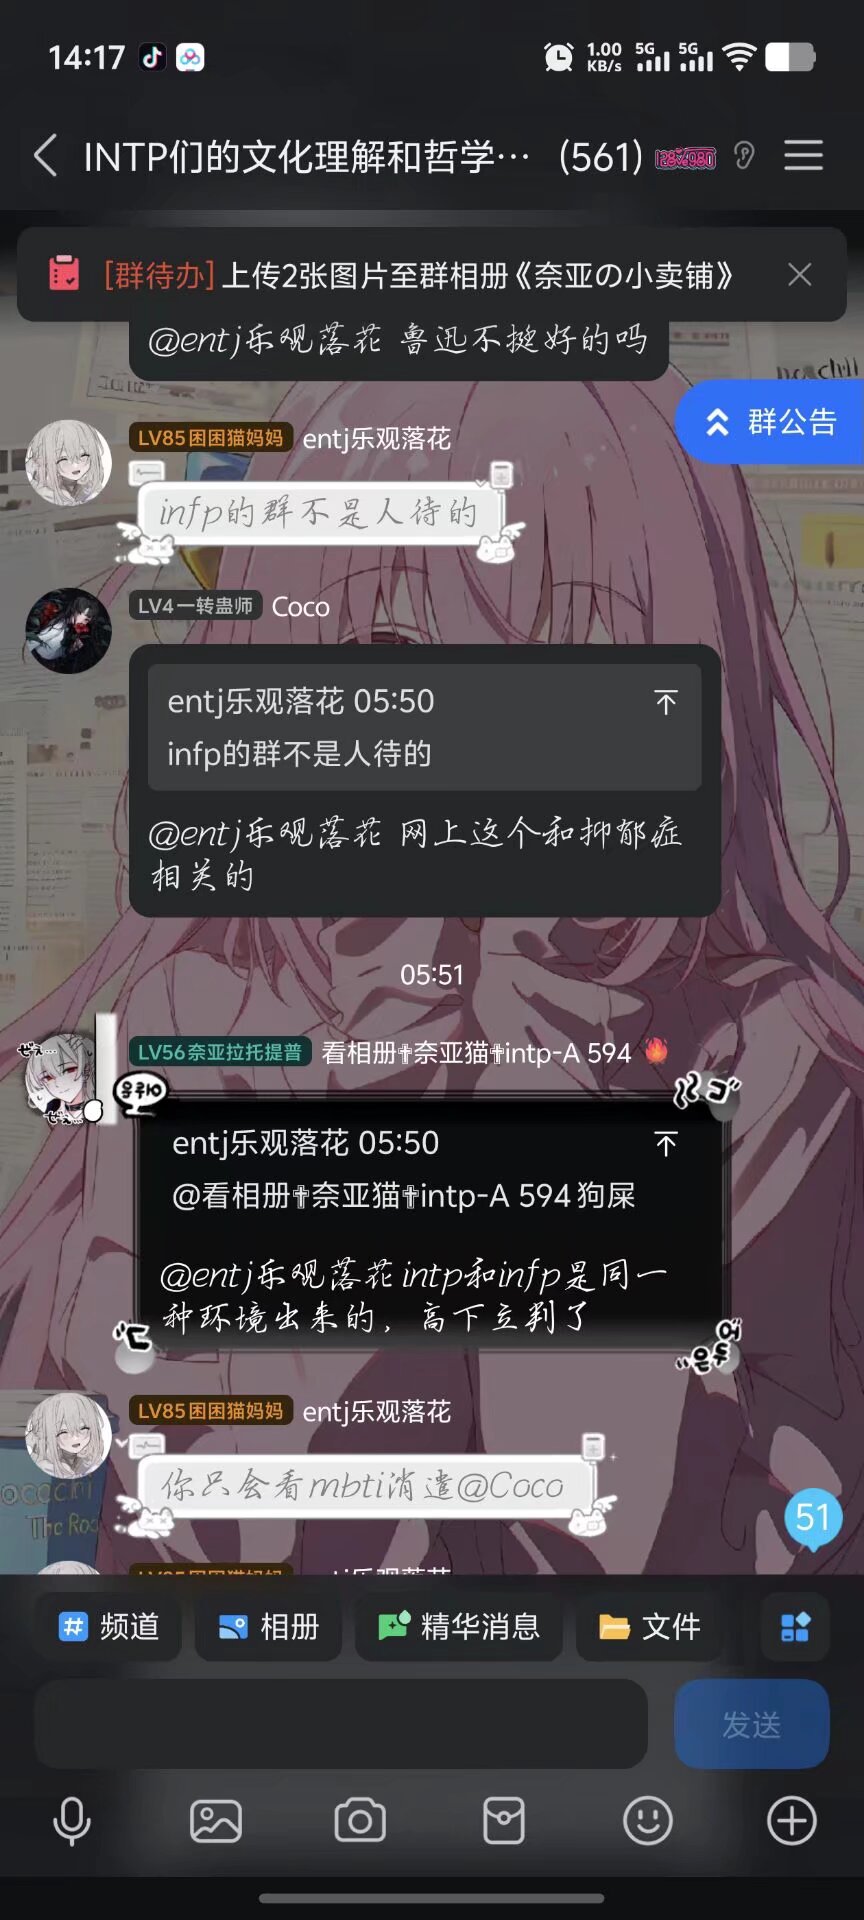 14:17
1.00 KB/s 5G 5G
INTP们的文化理解和哲学… (561)
[群待办]上传2张图片至群相册《奈亚の小卖铺》
@entj乐观落花 鲁迅不挺好的吗
群公告
LV85困困猫妈妈 entj乐观落花
infp的群不是人待的
LV4一转蛊师 Coco
entj乐观落花 05:50
infp的群不是人待的
@entj乐观落花 网上这个和抑郁症
相关的
05:51
LV56奈亚拉托提普 看相册✟奈亚猫✟intp-A 594
entj乐观落花 05:50
@看相册✟奈亚猫✟intp-A 594 狗屎
@entj乐观落花 intp和infp是同一
种环境出来的，高下立判了
LV85困困猫妈妈 entj乐观落花
你只会看mbti消遣@Coco
51
The Roc
频道 相册 精华消息 文件
发送